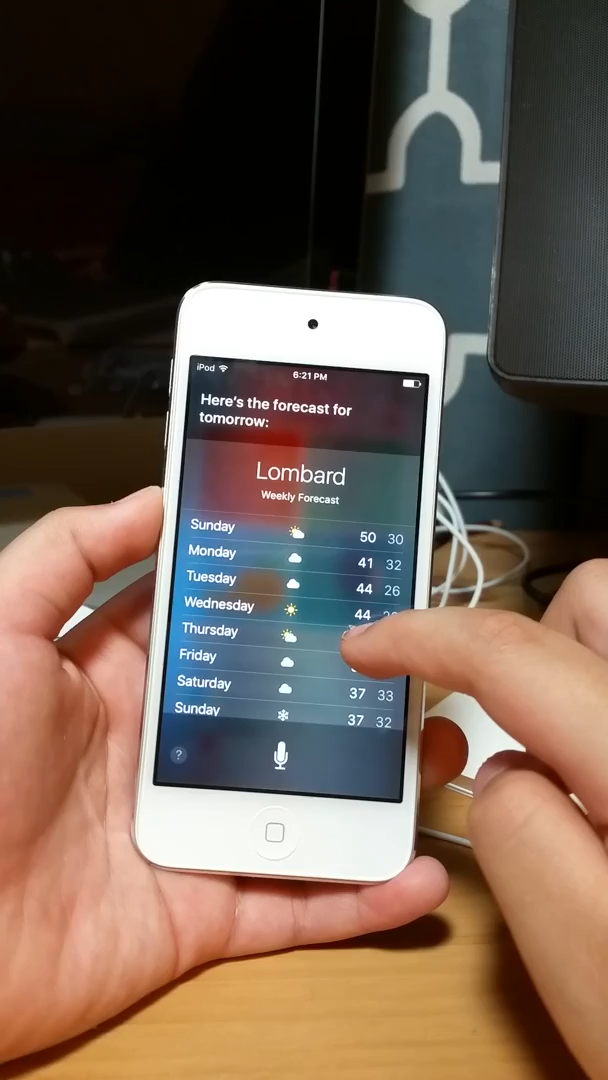 iPod 6:21 PM
Here's the forecast for
tomorrow:
Lombard
Weekly Forecast
Sunday 50 30
Monday 41 32
Tuesday 44 26
Wednesday 44
Thursday
Friday
Saturday 37 33
Sunday 37 32
?